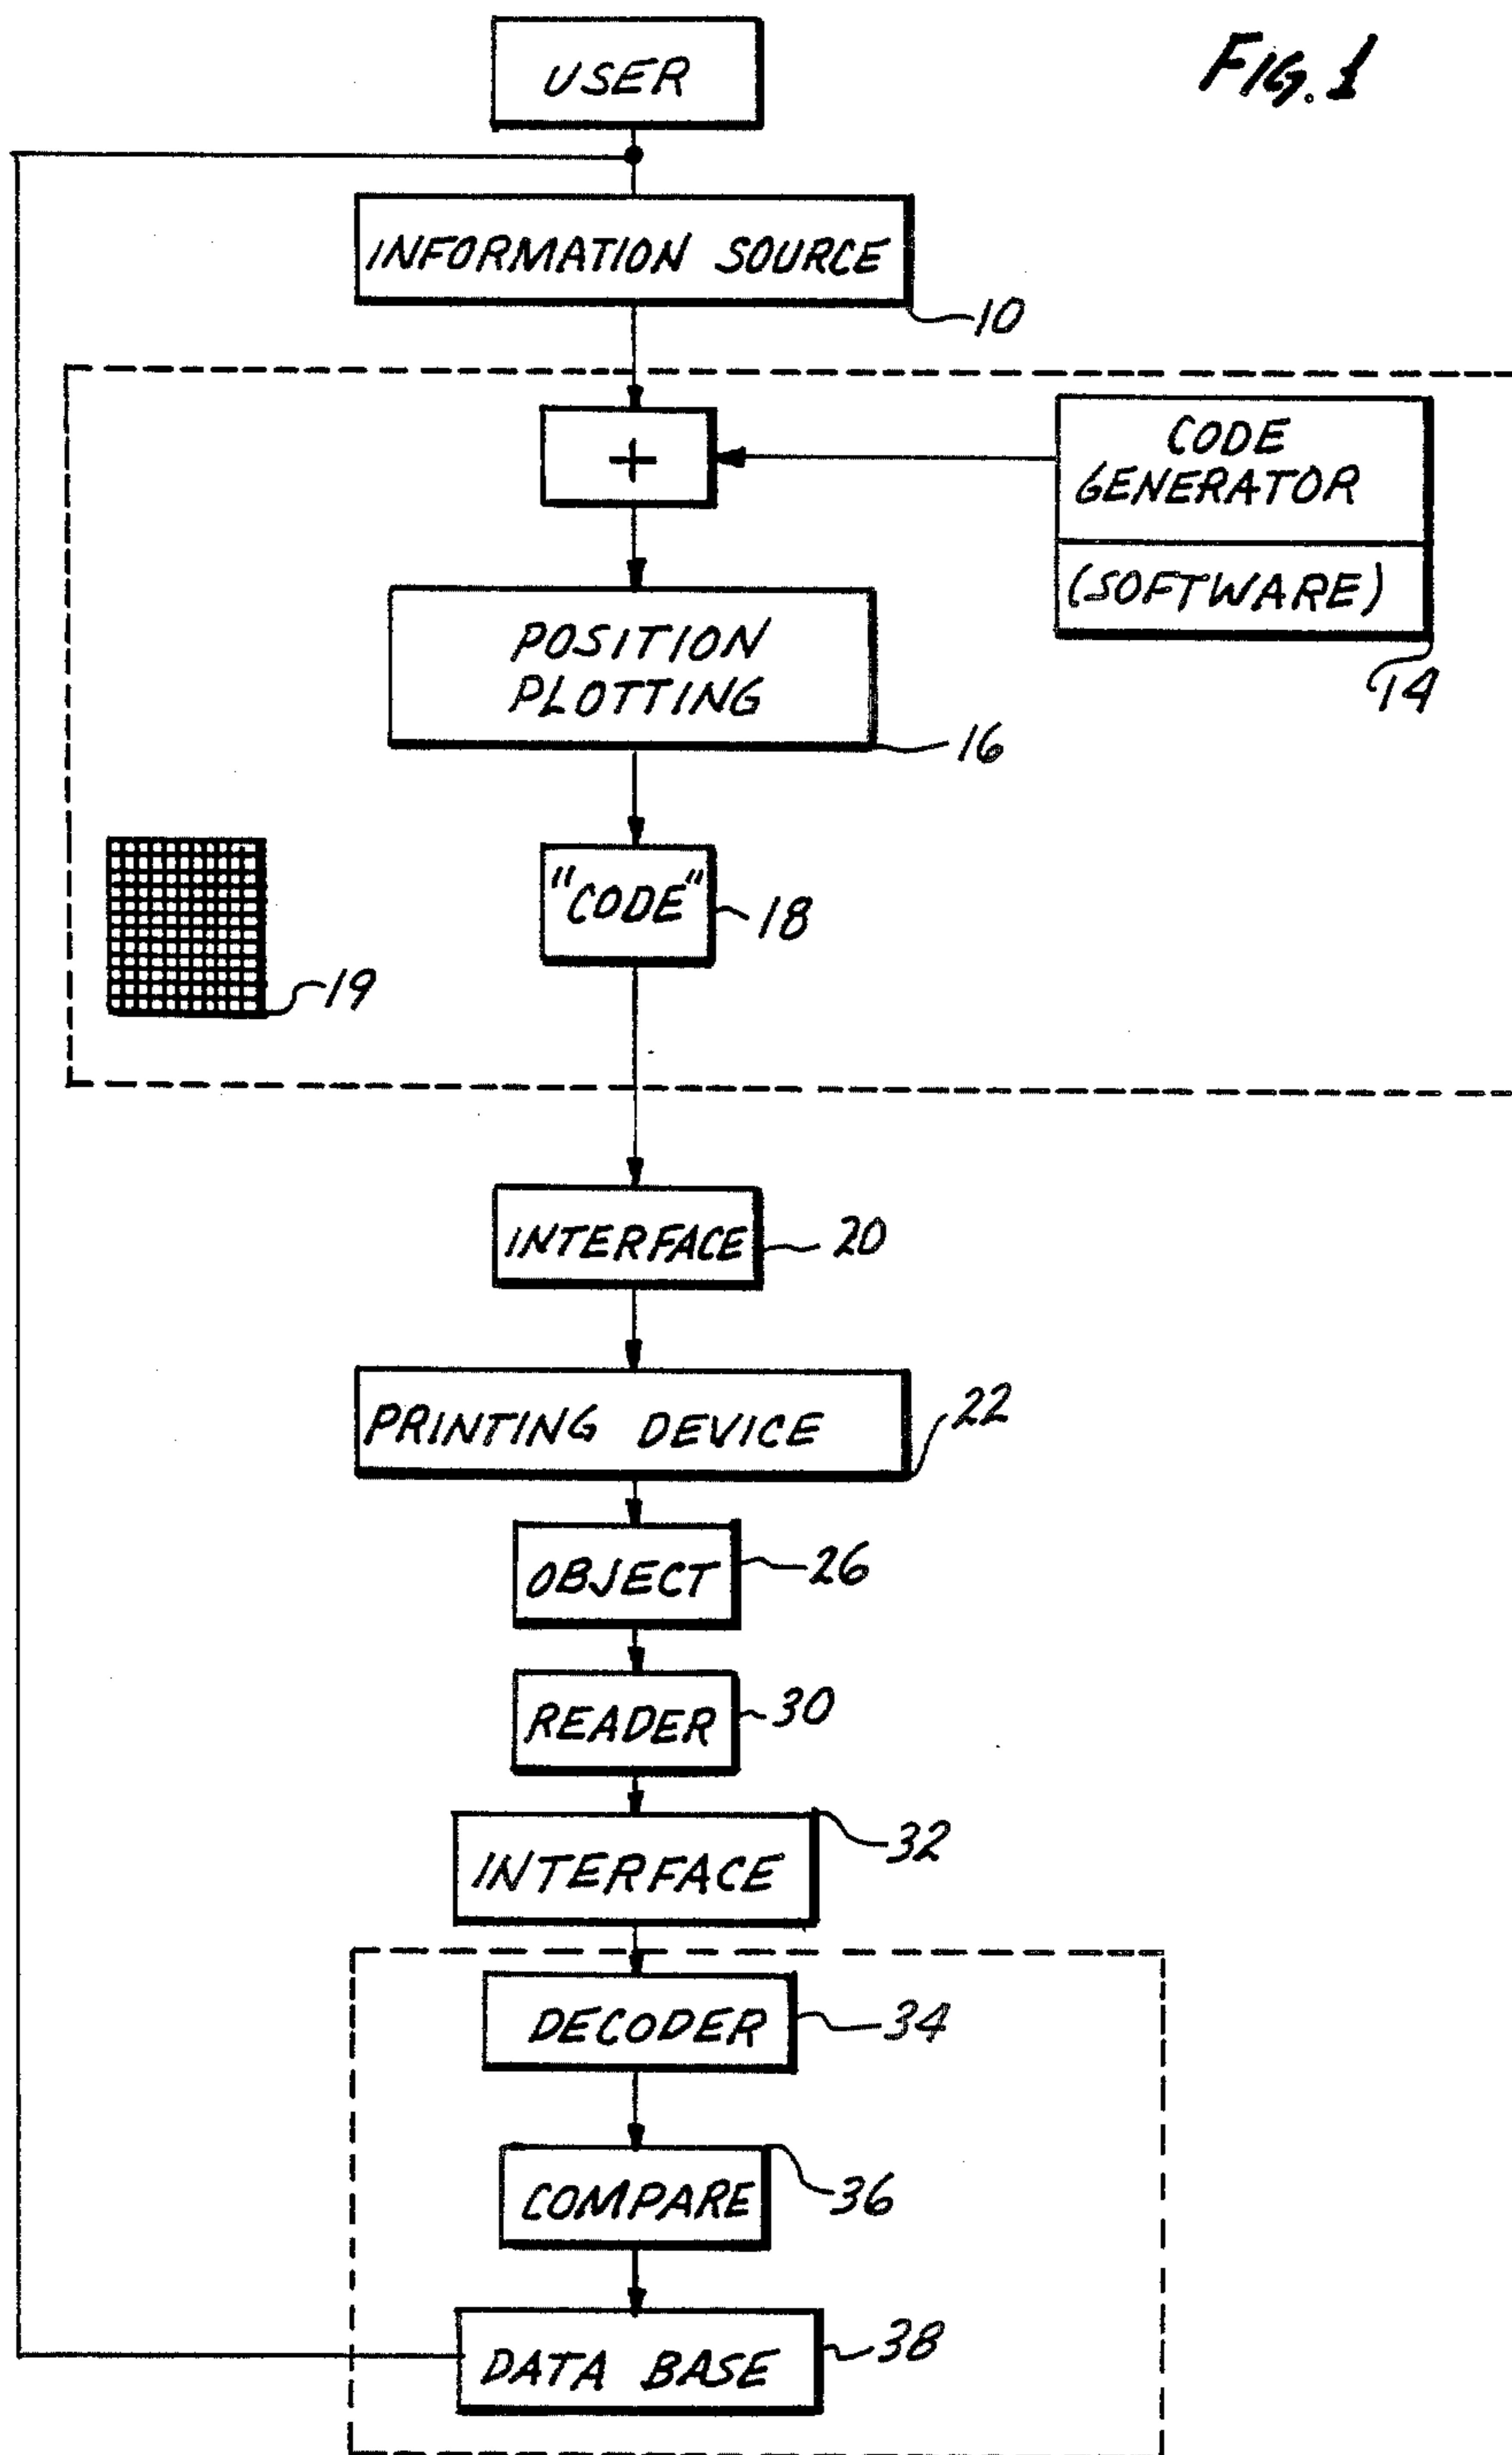 USER
FIG. 1
INFORMATION SOURCE
10
+
CODE
GENERATOR
(SOFTWARE)
14
POSITION
PLOTTING
16
"CODE"
18
19
INTERFACE
20
PRINTING DEVICE
22
OBJECT
26
READER
30
INTERFACE
32
DECODER
34
COMPARE
36
DATA BASE
38